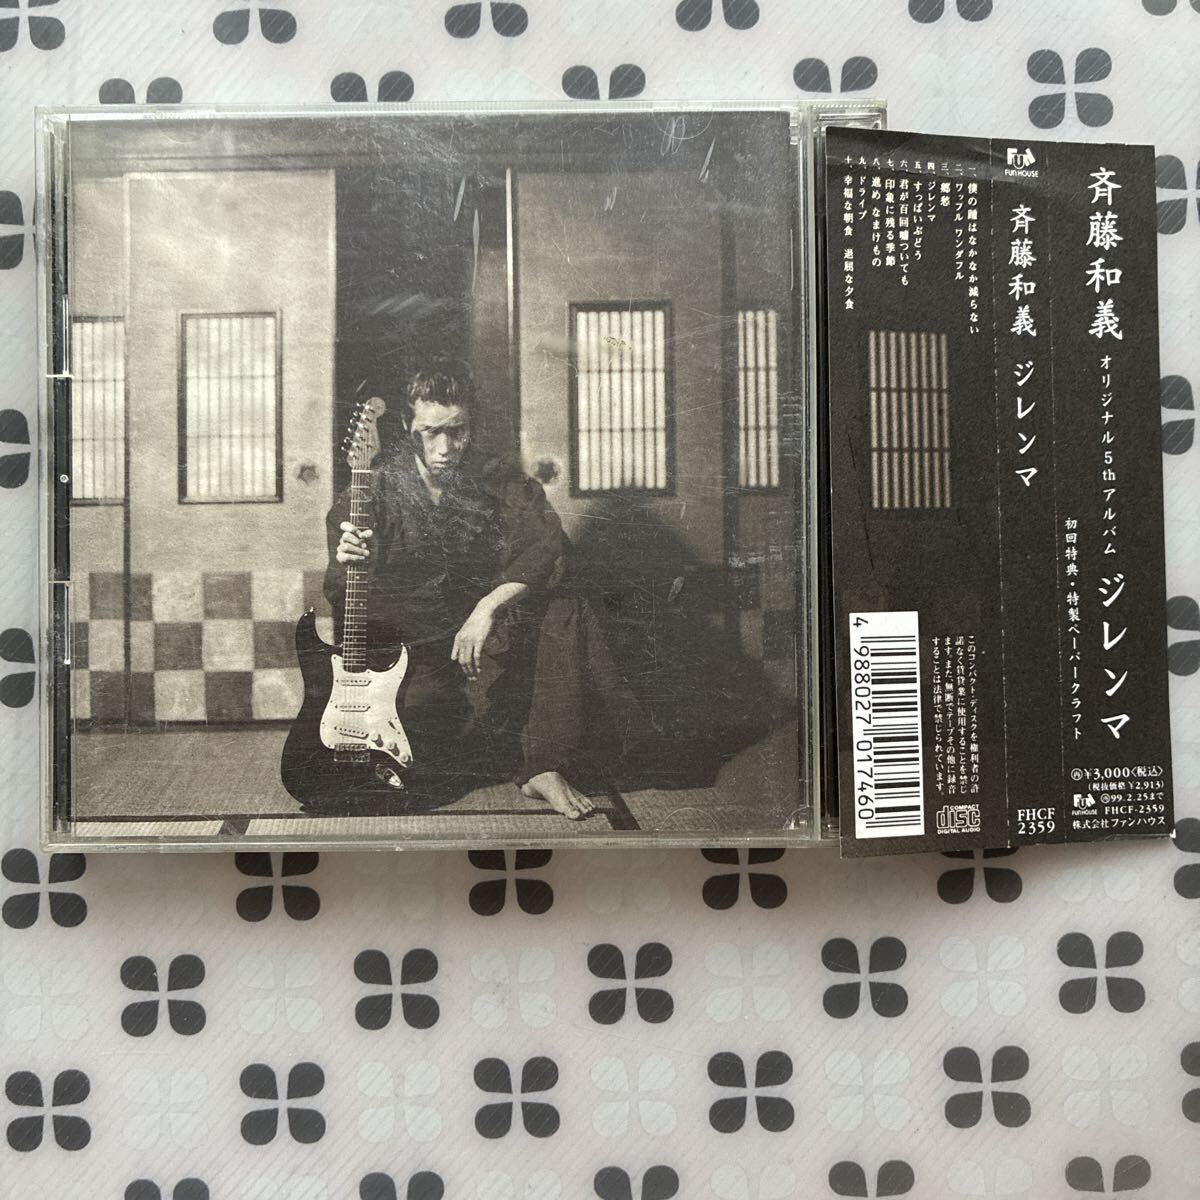 斉藤和義 オリジナル5thアルバム ジレンマ
初回特典・特製ペーパークラフト
㋐¥3,000〈税込〉
(税抜価格¥2,913)
FUN HOUSE
99.2.25まで
FHCF-2359
株式会社ファンハウス
FUN HOUSE
斉藤和義 ジレンマ
FHCF
2359
一、僕の踵はなかなか減らない
二、ワッフル ワンダフル
三、郷愁
四、ジレンマ
五、すっぱいぶどう
六、君が百回嘘ついても
七、印象に残る季節
八、進め なまけもの
九、ドライブ
十、幸福な朝食 退屈な夕食
このコンパクト・ディスクを権利者の許
諾なく賃貸業に使用することを禁じ
ます。また、無断でテープその他に録音
することは法律で禁じられています。
COMPACT
disc
DIGITAL AUDIO
4 988027 017460